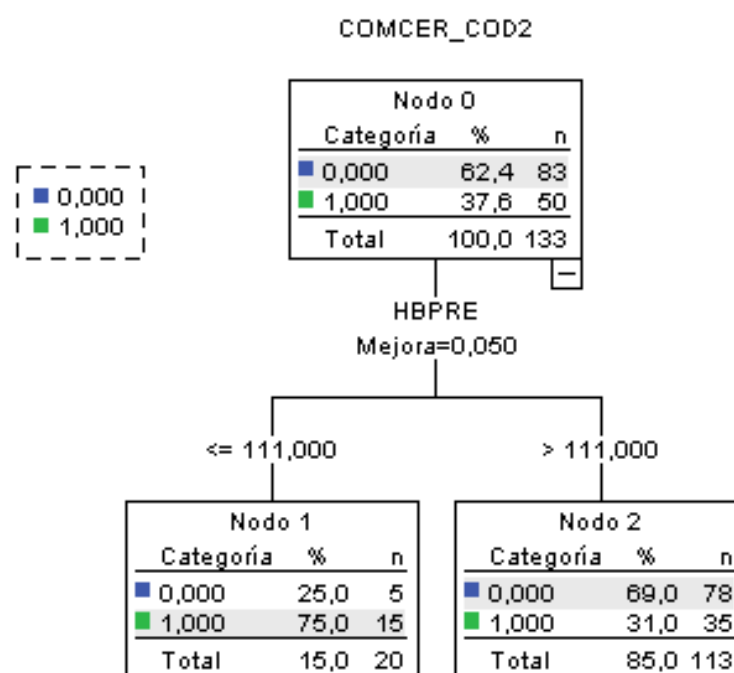 COMCER_COD2
0,000
1,000
Nodo 0
Categoría % n
0,000 62,4 83
1,000 37,6 50
Total 100,0 133
HBPRE
Mejora=0,050
<= 111,000
> 111,000
Nodo 1
Categoría % n
0,000 25,0 5
1,000 75,0 15
Total 15,0 20
Nodo 2
Categoría % n
0,000 69,0 78
1,000 31,0 35
Total 85,0 113